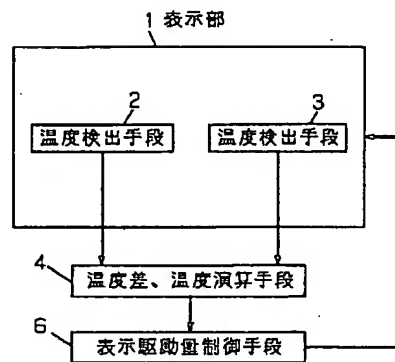 1 表示部
2
3
温度検出手段
温度検出手段
4
温度差、温度演算手段
6
表示駆動量制御手段